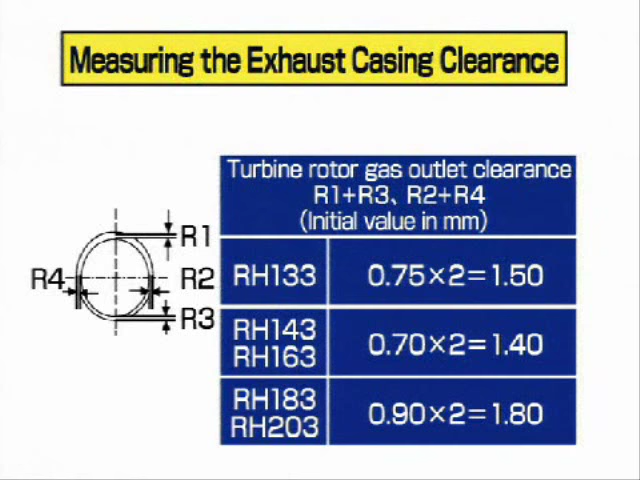 Measuring the Exhaust Casing Clearance
Turbine rotor gas outlet clearance
R1+R3、R2+R4
(Initial value in mm)
R1
R4
R2
R3
RH133
0.75×2=1.50
RH143
RH163
0.70×2=1.40
RH183
RH203
0.90×2=1.80